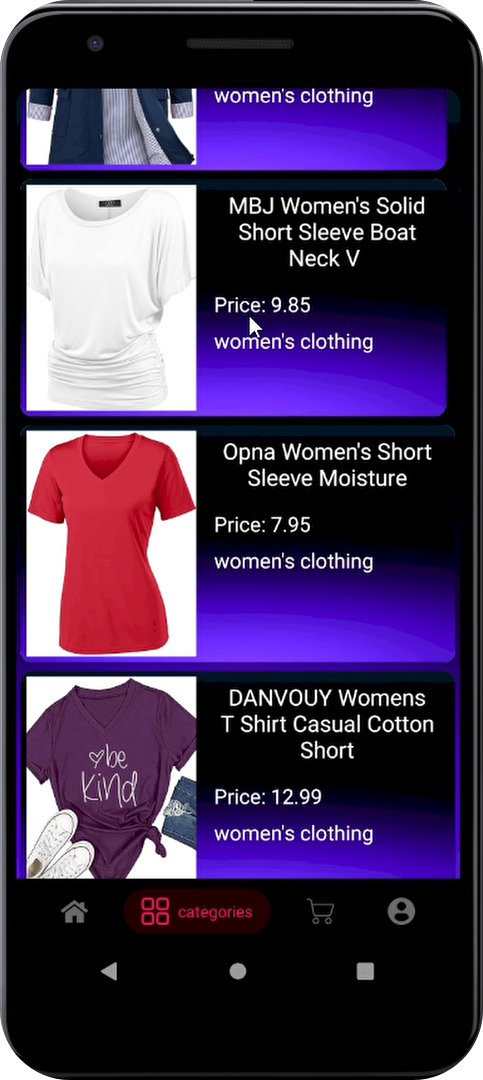 women's clothing
MBJ Women's Solid
Short Sleeve Boat
Neck V
Price: 9.85
women's clothing
Opna Women's Short
Sleeve Moisture
Price: 7.95
women's clothing
DANVOUY Womens
T Shirt Casual Cotton
Short
be
kind
Price: 12.99
women's clothing
categories